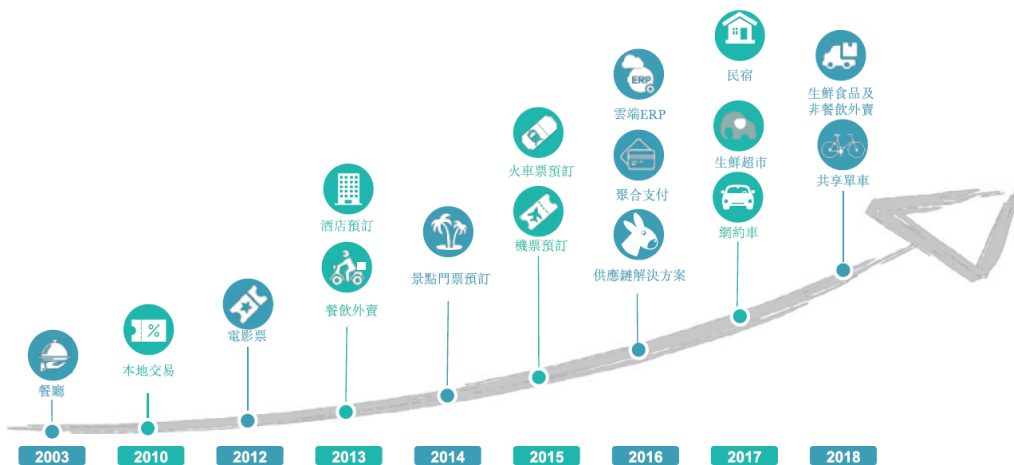 餐廳
2003
%
本地交易
2010
電影票
2012
酒店預訂
餐飲外賣
2013
景點門票預訂
2014
火車票預訂
機票預訂
2015
ERP
雲端ERP
聚合支付
供應鏈解決方案
2016
民宿
生鮮超市
網約車
2017
生鮮食品及
非餐飲外賣
共享單車
2018